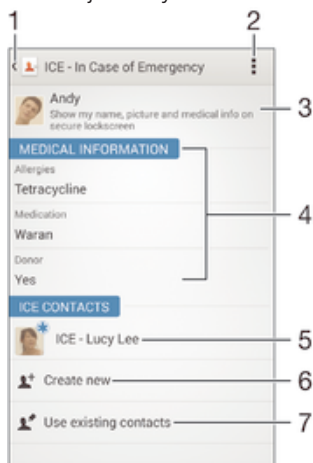 1
2
ICE - In Case of Emergency
Andy
Show my name, picture and medical info on
secure lockscreen
3
MEDICAL INFORMATION
Allergies
Tetracycline
4
Medication
Waran
Donor
Yes
ICE CONTACTS
ICE - Lucy Lee
5
Create new
6
Use existing contacts
7